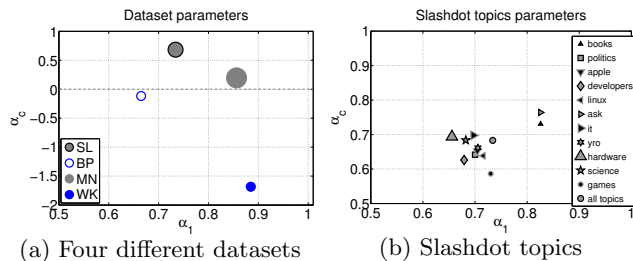 Dataset parameters
1
0.5
0
−0.5
−1
−1.5
−2
0.5 0.6 0.7 0.8 0.9 1
α_c
α_1
SL
BP
MN
WK
(a) Four different datasets
Slashdot topics parameters
1
0.9
0.8
0.7
0.6
0.5
0.5 0.6 0.7 0.8 0.9 1
α_c
α_1
books
politics
apple
developers
linux
ask
it
yro
hardware
science
games
all topics
(b) Slashdot topics